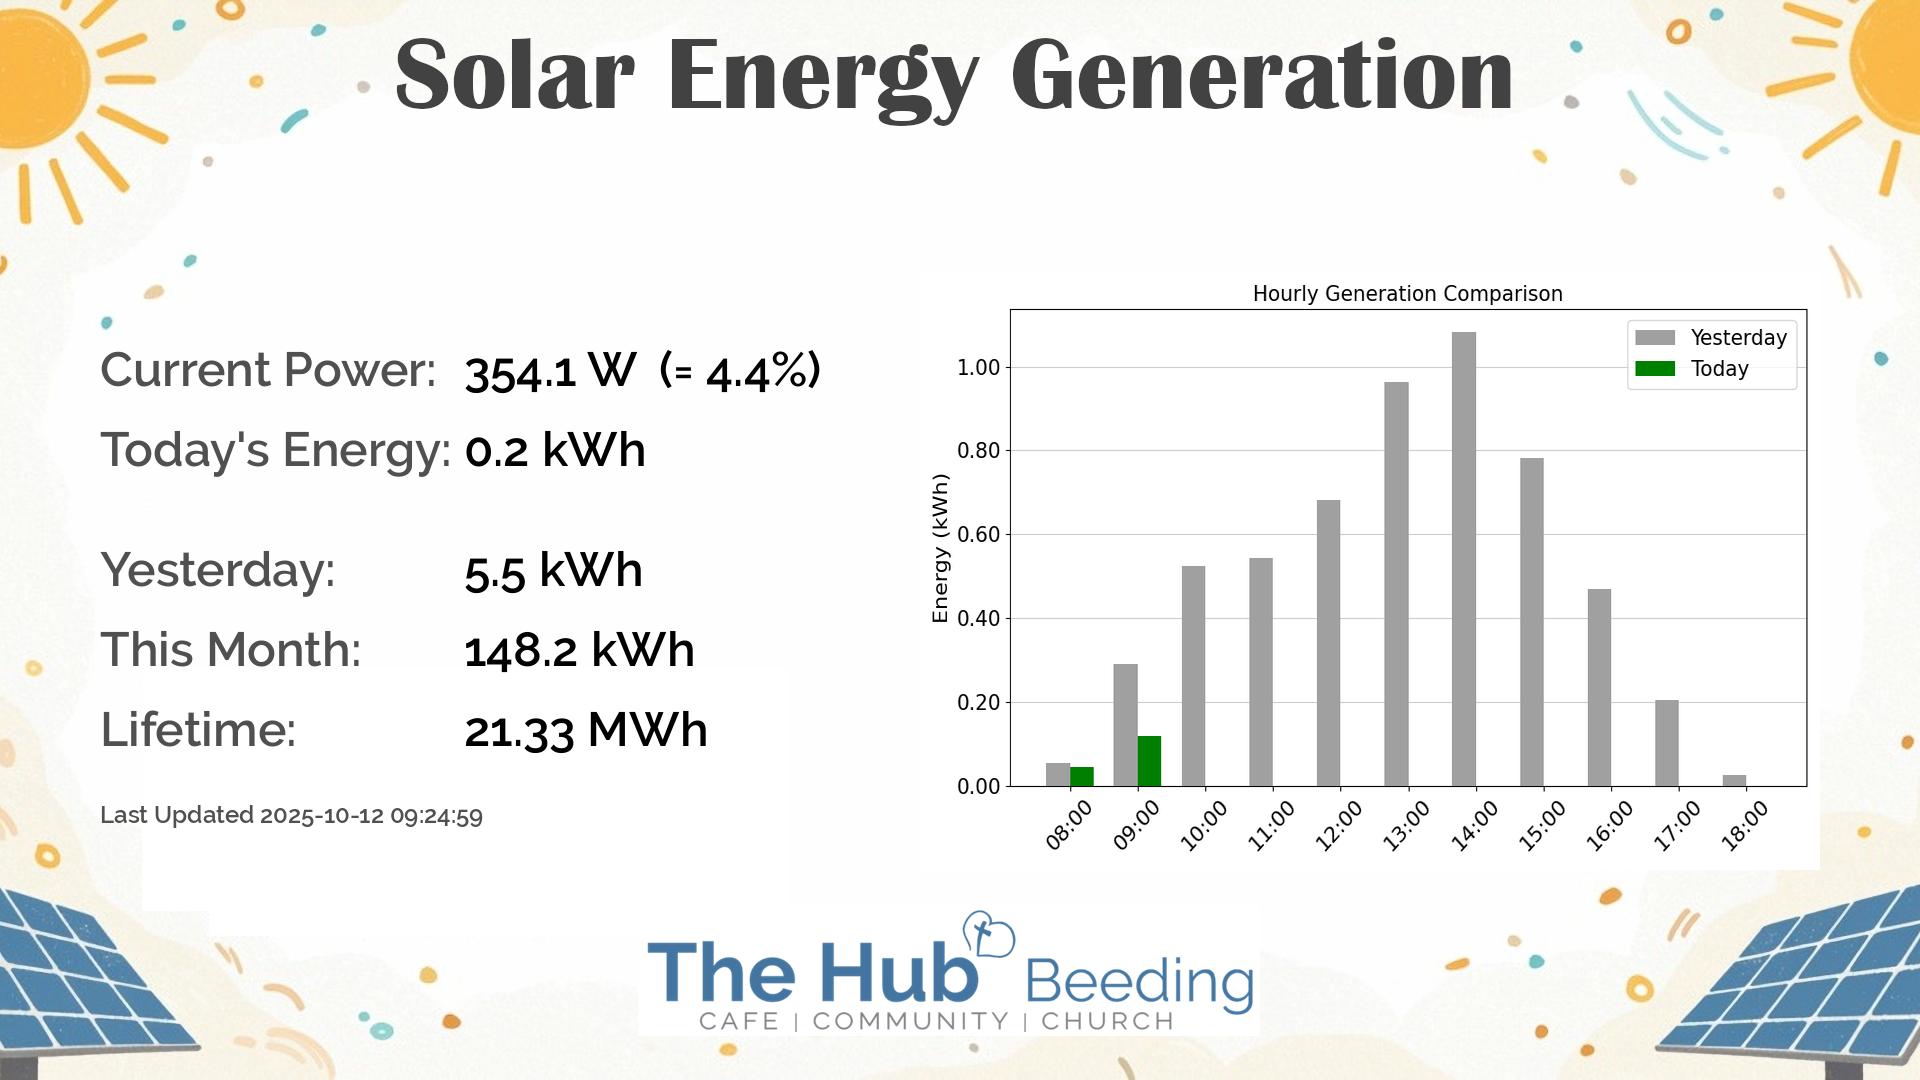 Solar Energy Generation
Current Power: 354.1 W (= 4.4%)
Today's Energy: 0.2 kWh
Yesterday: 5.5 kWh
This Month: 148.2 kWh
Lifetime: 21.33 MWh
Last Updated 2025-10-12 09:24:59
Hourly Generation Comparison
Yesterday
Today
Energy (kWh)
1.00
0.80
0.60
0.40
0.20
0.00
08:00 09:00 10:00 11:00 12:00 13:00 14:00 15:00 16:00 17:00 18:00
The Hub Beeding
CAFE | COMMUNITY | CHURCH